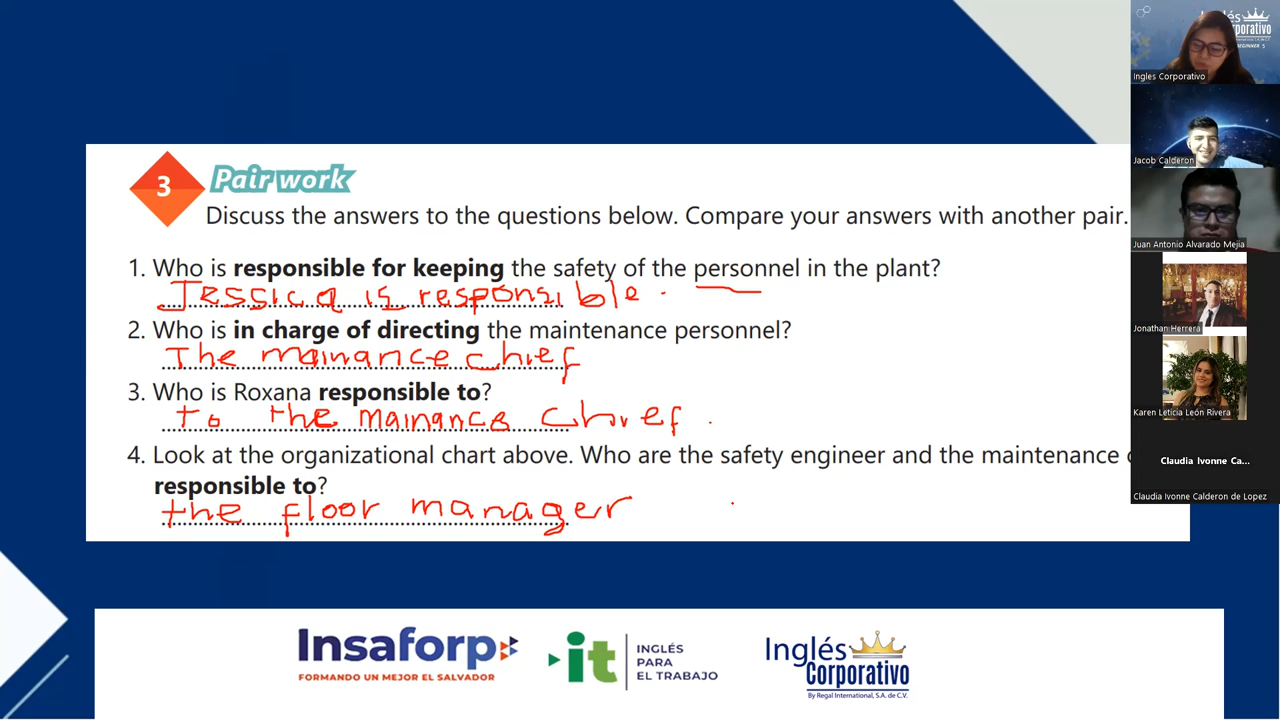 Inglés
Corporativo
BEGINNER 5
Ingles Corporativo
Jacob Calderon
Juan Antonio Alvarado Mejia
Jonathan Herrera
Karen Leticia León Rivera
Claudia Ivonne Ca...
Claudia Ivonne Calderon de Lopez
3 Pair work
Discuss the answers to the questions below. Compare your answers with another pair.
1. Who is responsible for keeping the safety of the personnel in the plant?
Jessica is responsible.
2. Who is in charge of directing the maintenance personnel?
The mainance chief
3. Who is Roxana responsible to?
to the mainance chief.
4. Look at the organizational chart above. Who are the safety engineer and the maintenance
responsible to?
the floor manager
Insaforp
FORMANDO UN MEJOR EL SALVADOR
it
INGLÉS
PARA
EL TRABAJO
Inglés
Corporativo
By Regal International, S.A. de C.V.